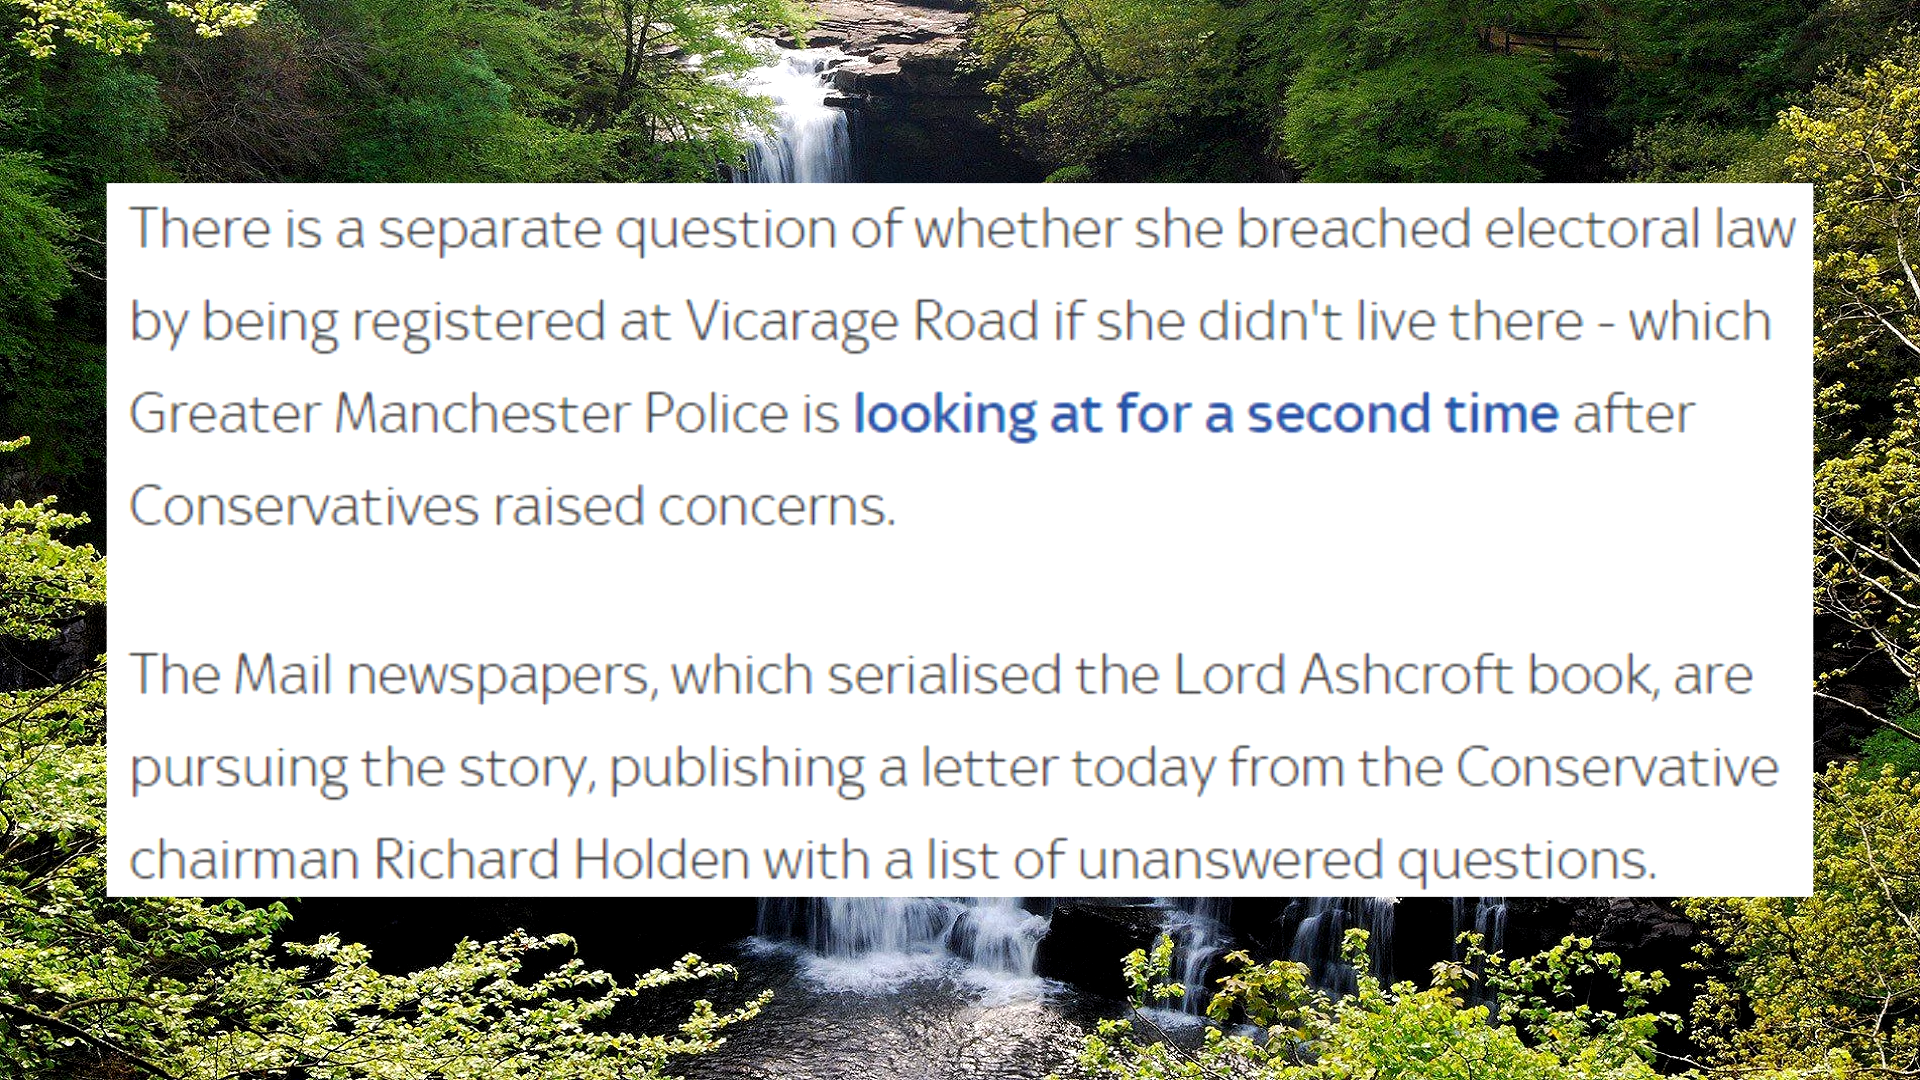 There is a separate question of whether she breached electoral law
by being registered at Vicarage Road if she didn't live there - which
Greater Manchester Police is looking at for a second time after
Conservatives raised concerns.
The Mail newspapers, which serialised the Lord Ashcroft book, are
pursuing the story, publishing a letter today from the Conservative
chairman Richard Holden with a list of unanswered questions.